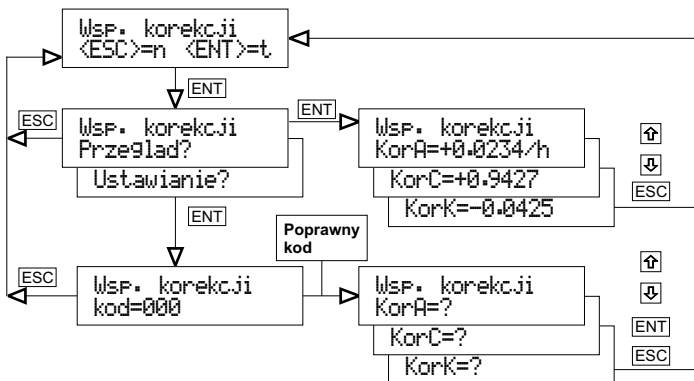 Wsp. korekcji
<ESC>=n <ENT>=t
ENT
ESC
Wsp. korekcji
Przeglad?
Ustawianie?
ENT
Wsp. korekcji
KorA=+0.0234/h
KorC=+0.9427
KorK=-0.0425
⇧
⇩
ESC
ENT
Poprawny
kod
ESC
Wsp. korekcji
kod=000
Wsp. korekcji
KorA=?
KorC=?
KorK=?
⇧
⇩
ENT
ESC